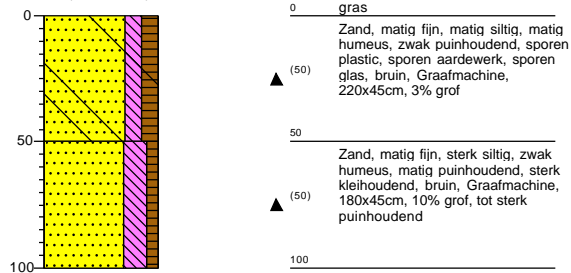 0
50
100
0 gras
Zand, matig fijn, matig siltig, matig
humeus, zwak puinhoudend, sporen
plastic, sporen aardewerk, sporen
(50) glas, bruin, Graafmachine,
220x45cm, 3% grof
50
Zand, matig fijn, sterk siltig, zwak
humeus, matig puinhoudend, sterk
kleihoudend, bruin, Graafmachine,
(50) 180x45cm, 10% grof, tot sterk
puinhoudend
100